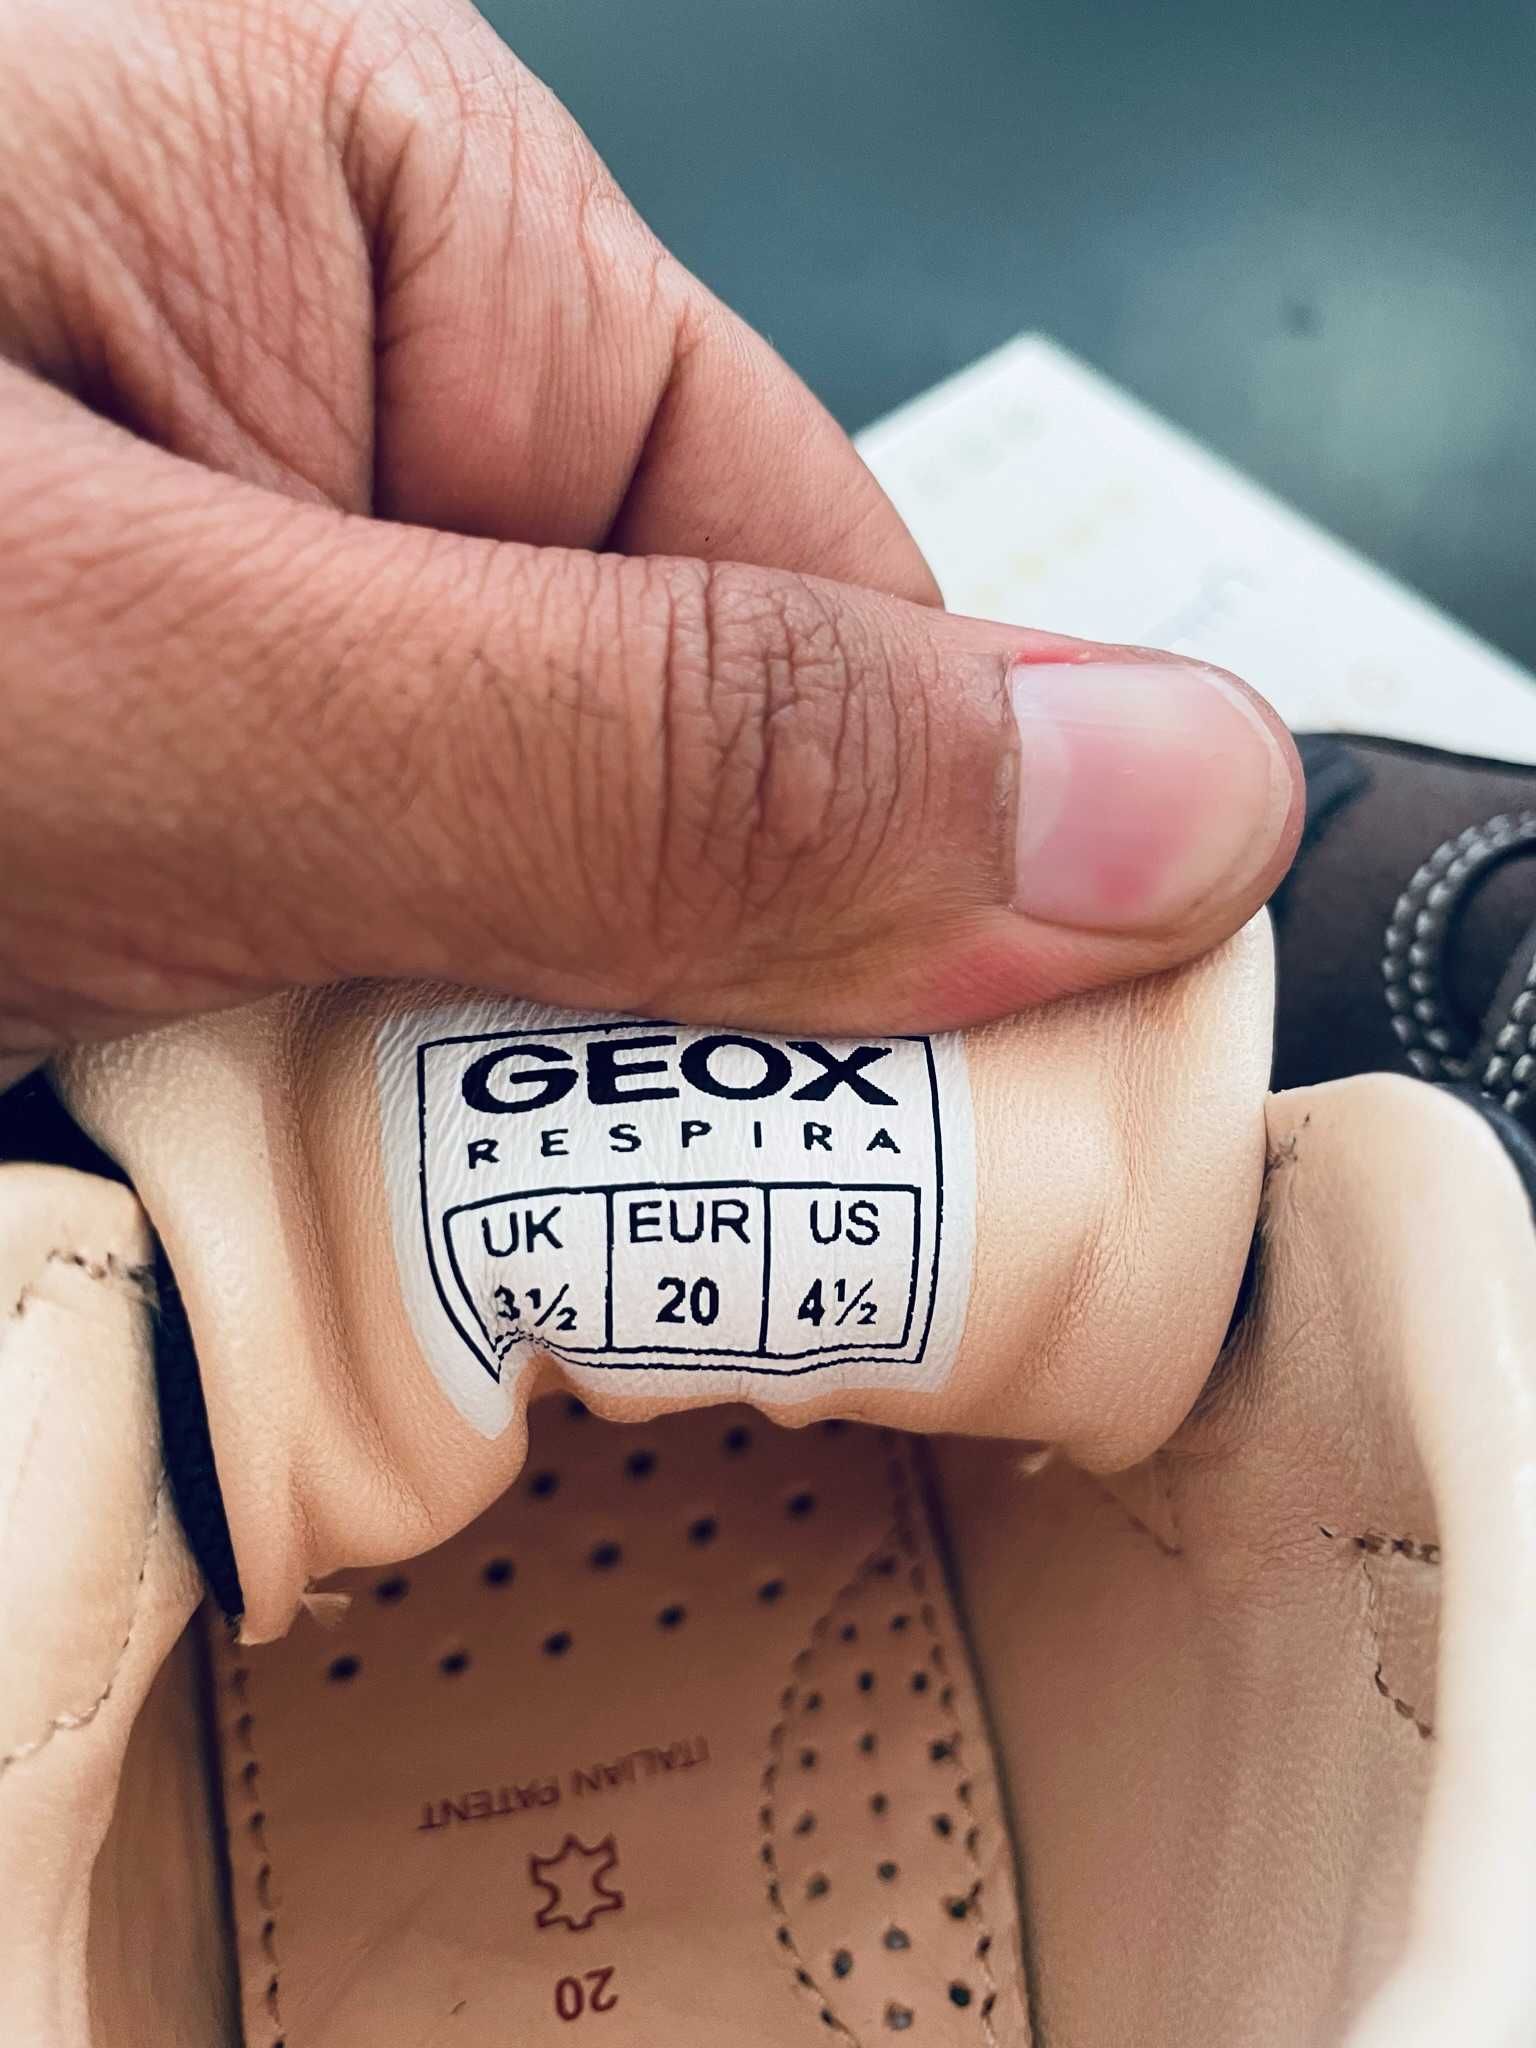 GEOX
RESPIRA
UK EUR US
3½ 20 4½
ITALIAN PATENT
20